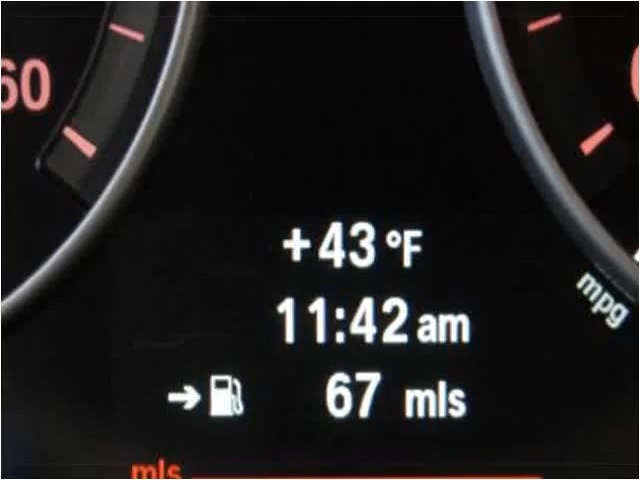 60
+43 °F
11:42 am
mpg
➔ 67 mls
mls